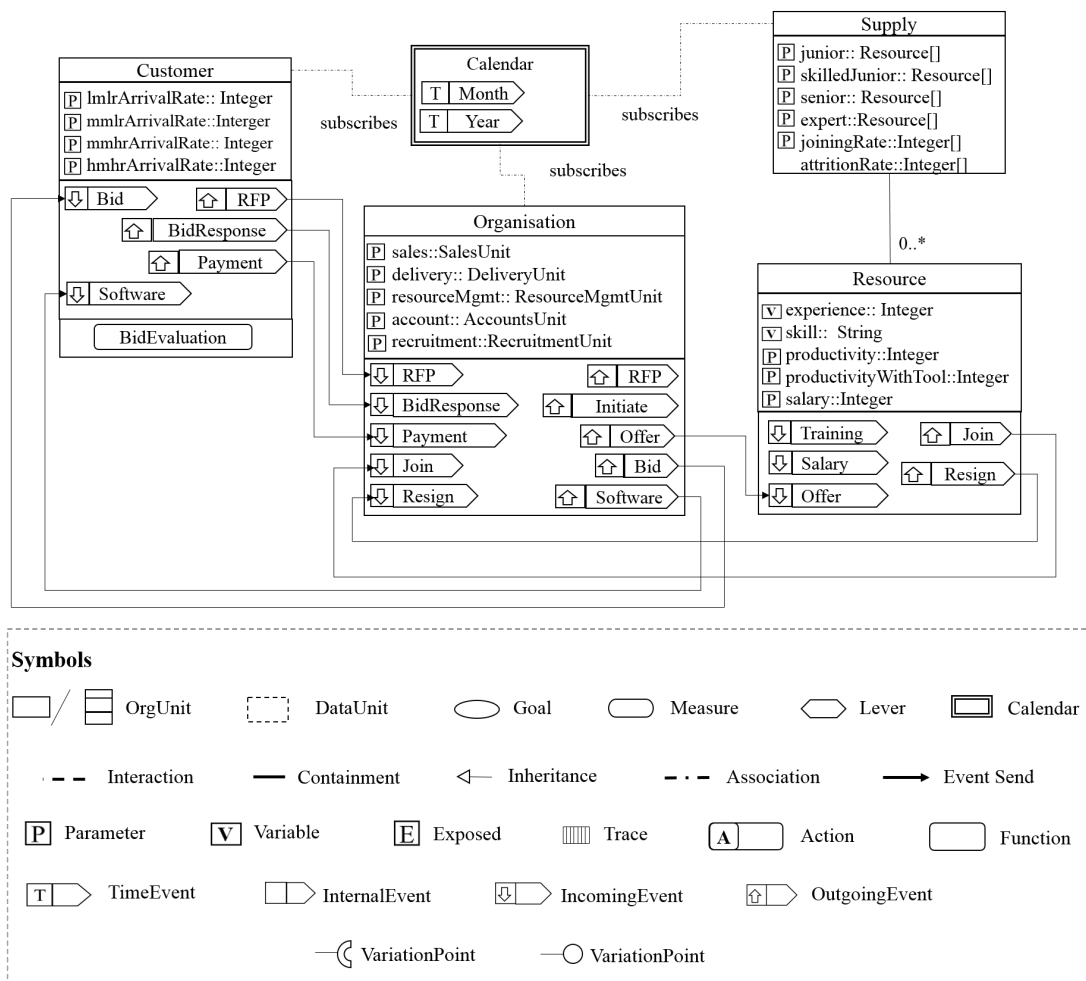 Customer
P lmlrArrivalRate:: Integer
P mmlrArrivalRate::Interger
P mmhrArrivalRate:: Integer
P hmhrArrivalRate::Integer
Bid
RFP
BidResponse
Payment
Software
BidEvaluation
subscribes
Calendar
T Month
T Year
subscribes
subscribes
Supply
P junior:: Resource[]
P skilledJunior:: Resource[]
P senior:: Resource[]
P expert::Resource[]
P joiningRate::Integer[]
attritionRate::Integer[]
0..*
Organisation
P sales::SalesUnit
P delivery:: DeliveryUnit
P resourceMgmt:: ResourceMgmtUnit
P account:: AccountsUnit
P recruitment::RecruitmentUnit
RFP
RFP
BidResponse
Initiate
Payment
Offer
Join
Bid
Resign
Software
Resource
V experience:: Integer
V skill:: String
P productivity::Integer
P productivityWithTool::Integer
P salary::Integer
Training
Join
Salary
Resign
Offer
Symbols
OrgUnit
DataUnit
Goal
Measure
Lever
Calendar
Interaction
Containment
Inheritance
Association
Event Send
P Parameter
V Variable
E Exposed
Trace
A Action
Function
T TimeEvent
InternalEvent
IncomingEvent
OutgoingEvent
VariationPoint
VariationPoint